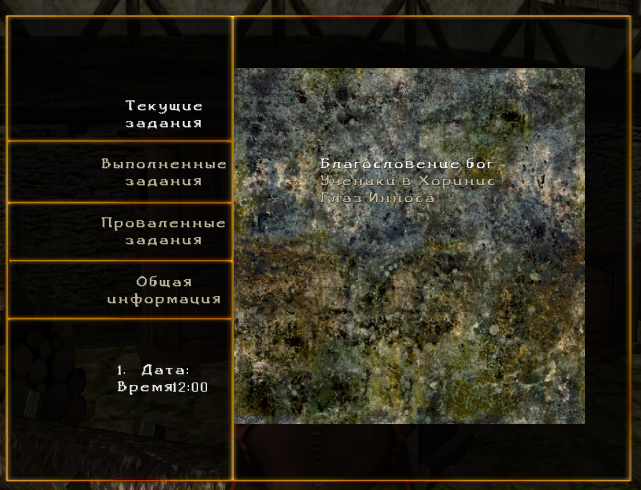 Текущие
задания
Выполненные
задания
Проваленные
задания
Общая
информация
1. Дата:
Время12:00
Благословение бог
Ученики в Хоринис
Глаз Инноса